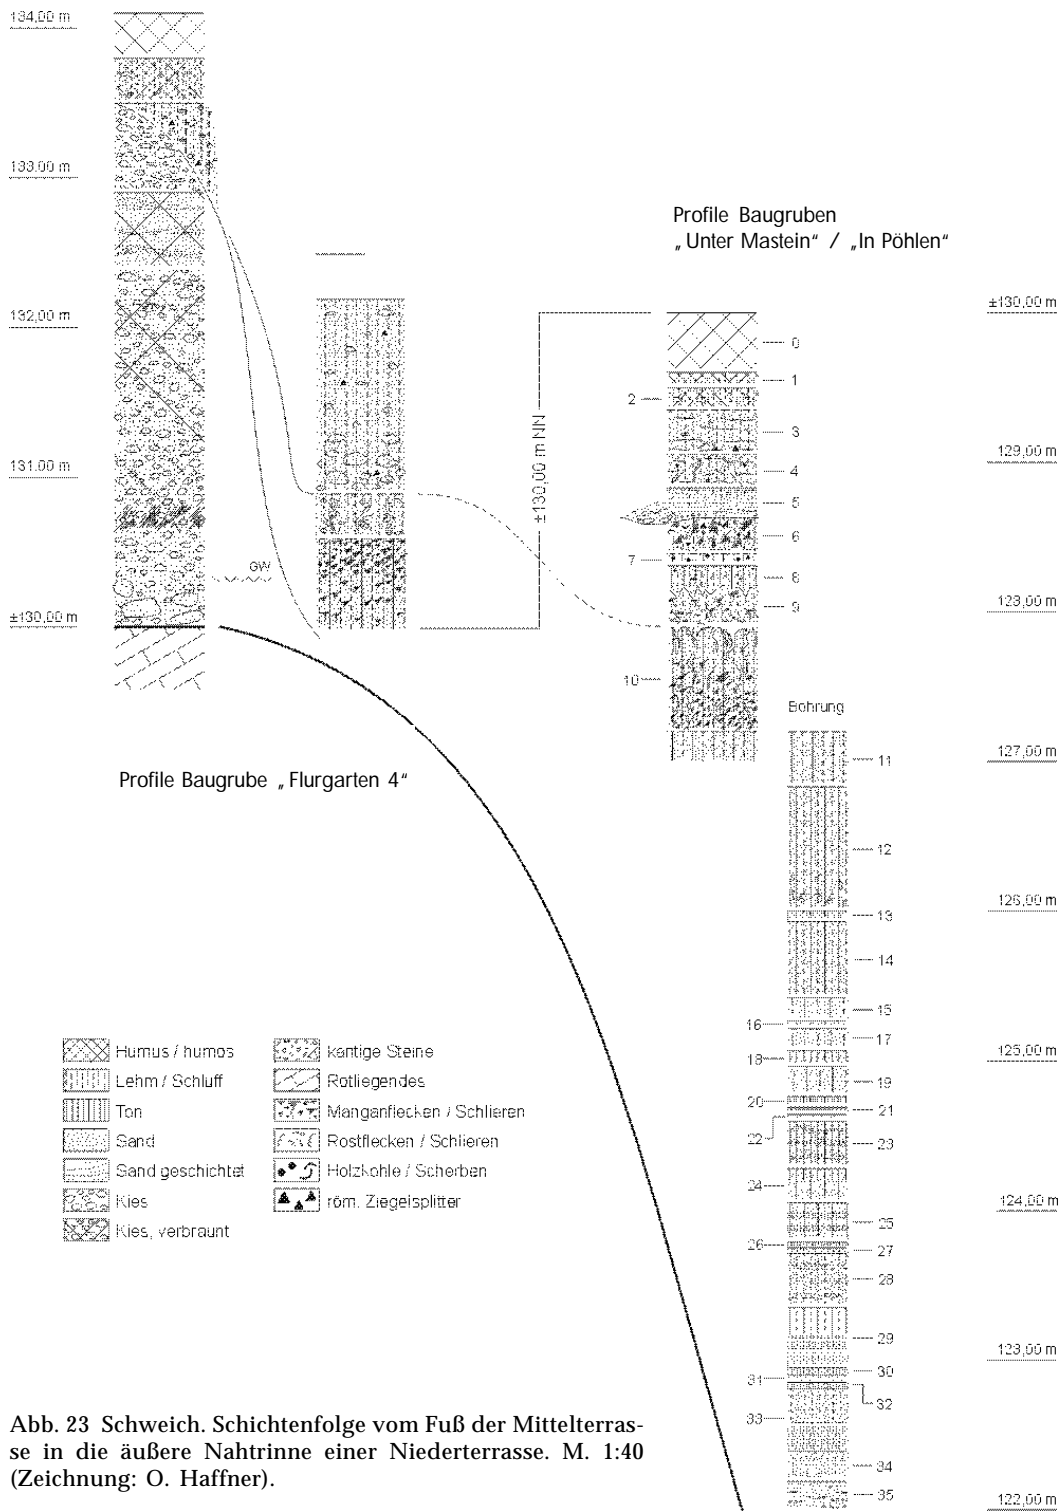 134,00 m
133,00 m
132,00 m
131,00 m
±130,00 m
GW
Profile Baugrube „Flurgarten 4“
±130,00 m NN
Profile Baugruben
„Unter Mastein“ / „In Pöhlen“
0
1
2
3
4
5
6
7
8
9
10
Bohrung
11
12
13
14
15
16
17
18
19
20
21
22
23
24
25
26
27
28
29
30
31
32
33
34
35
±130,00 m
129,00 m
123,00 m
127,00 m
126,00 m
125,00 m
124,00 m
123,00 m
122,00 m
Humus / humos
Lehm / Schluff
Ton
Sand
Sand geschichtet
Kies
Kies, verbraunt
kantige Steine
Rotliegendes
Manganflecken / Schlieren
Rostflecken / Schlieren
Holzkohle / Scherben
röm. Ziegelsplitter
Abb. 23 Schweich. Schichtenfolge vom Fuß der Mittelterras-
se in die äußere Nahtrinne einer Niederterrasse. M. 1:40
(Zeichnung: O. Haffner).